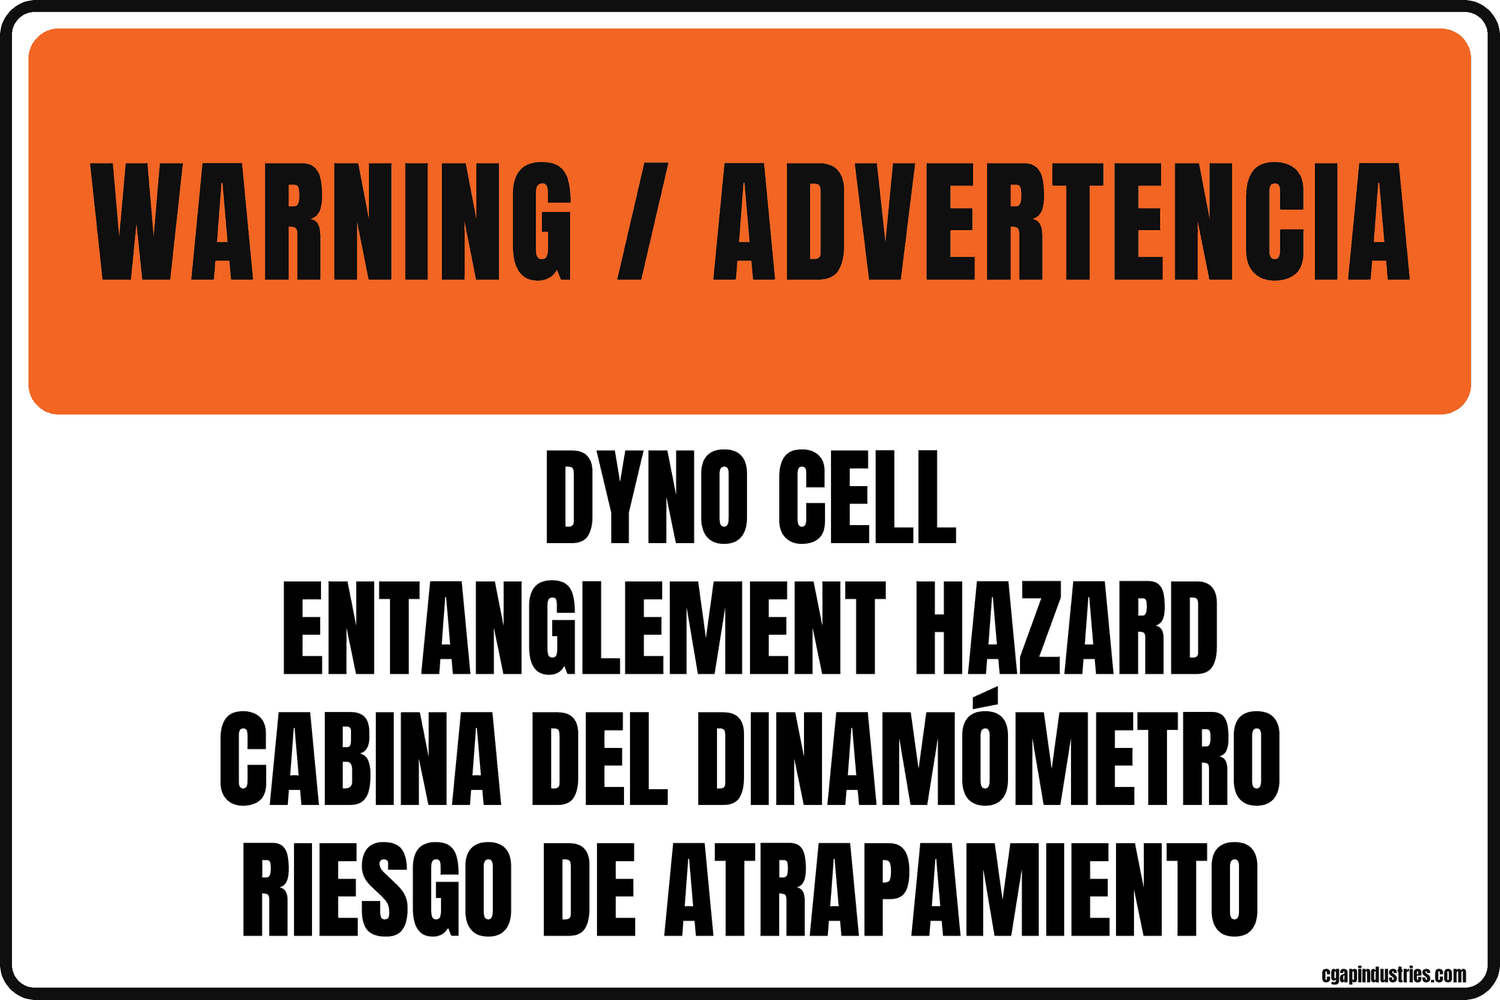 WARNING / ADVERTENCIA
DYNO CELL
ENTANGLEMENT HAZARD
CABINA DEL DINAMÓMETRO
RIESGO DE ATRAPAMIENTO
cgapindustries.com